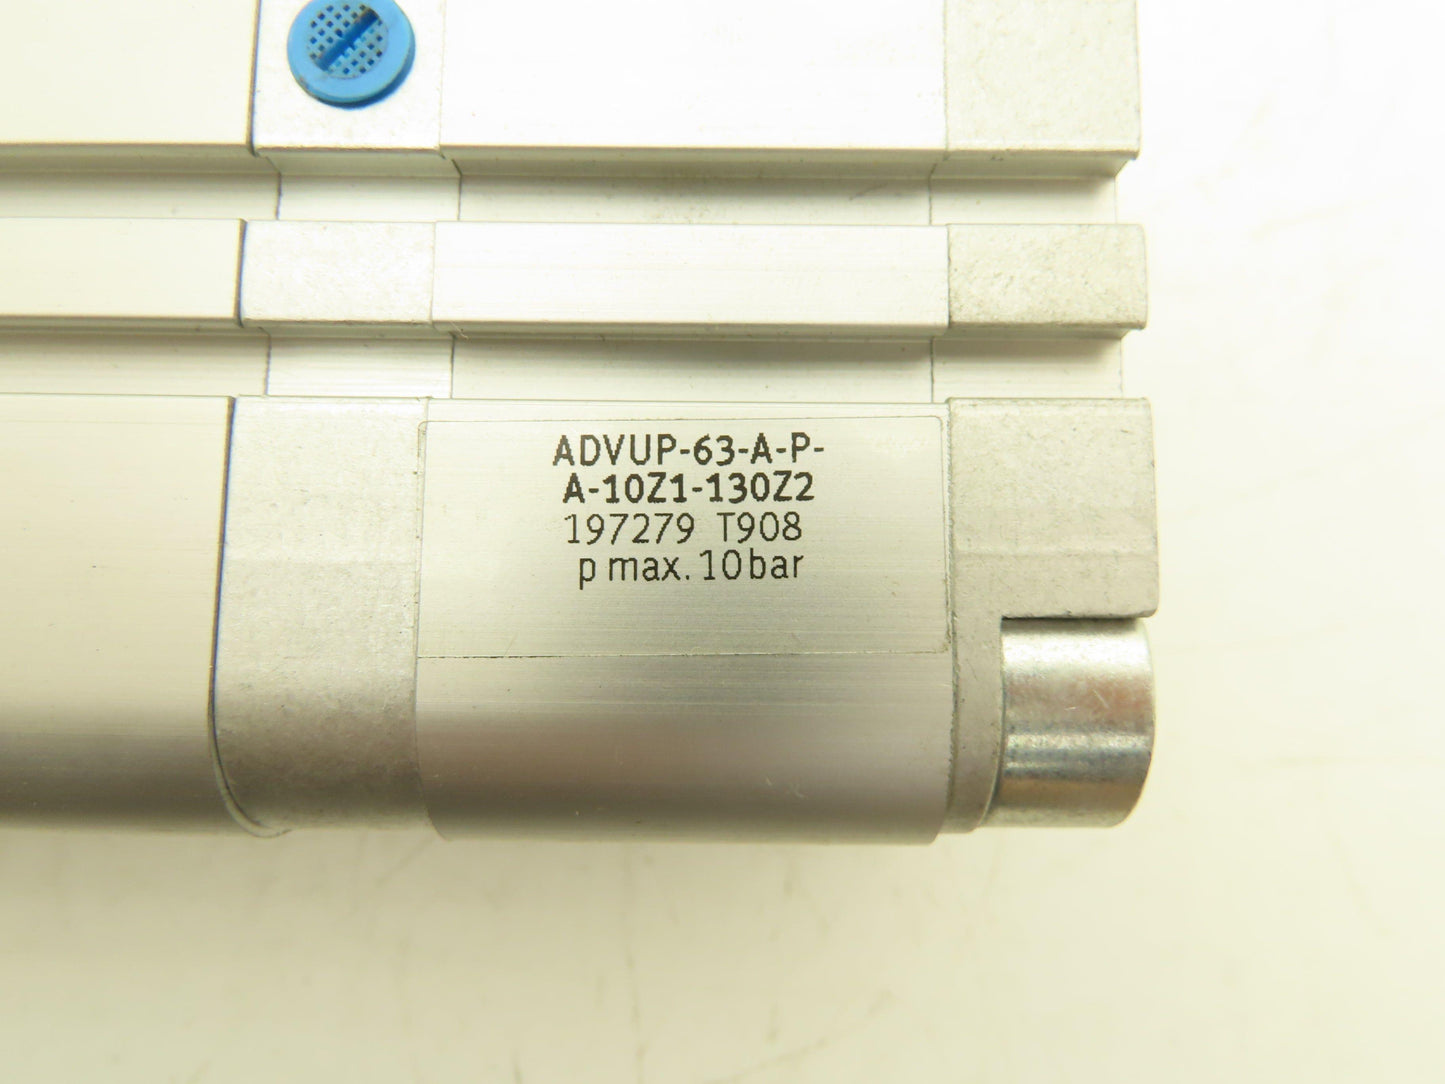 ADVUP-63-A-P-
A-10Z1-130Z2
197279 T908
p max. 10bar